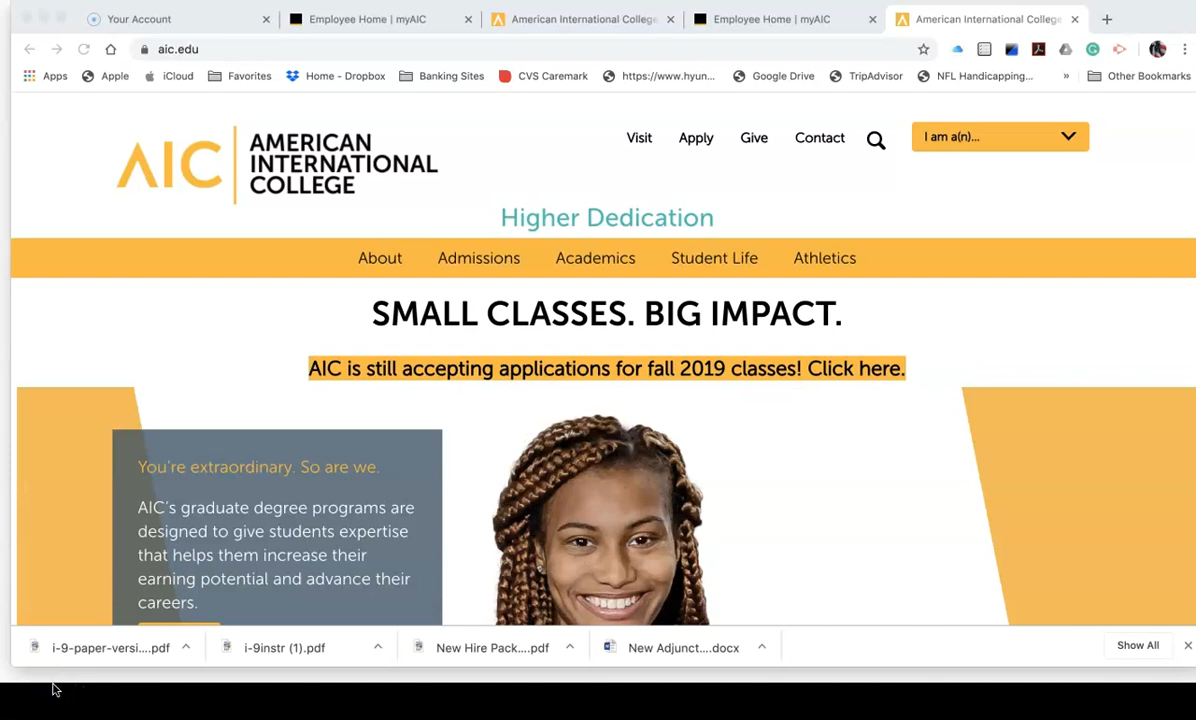 Your Account
Employee Home | myAIC
American International College
Employee Home | myAIC
American International College
aic.edu
Apps
Apple
iCloud
Favorites
Home - Dropbox
Banking Sites
CVS Caremark
https://www.hyun...
Google Drive
TripAdvisor
NFL Handicapping...
»
Other Bookmarks
AIC
AMERICAN
INTERNATIONAL
COLLEGE
Visit
Apply
Give
Contact
I am a(n)...
Higher Dedication
About
Admissions
Academics
Student Life
Athletics
SMALL CLASSES. BIG IMPACT.
AIC is still accepting applications for fall 2019 classes! Click here.
You're extraordinary. So are we.
AIC's graduate degree programs are
designed to give students expertise
that helps them increase their
earning potential and advance their
careers.
i-9-paper-versi....pdf
i-9instr (1).pdf
New Hire Pack....pdf
New Adjunct....docx
Show All